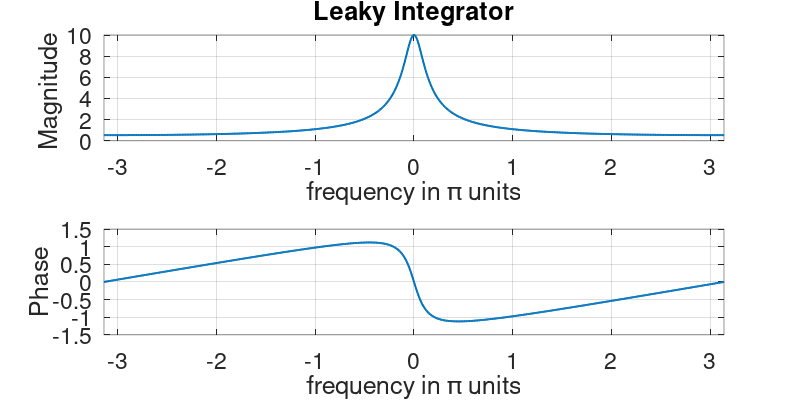 Leaky Integrator
Magnitude
10
8
6
4
2
0
-3 -2 -1 0 1 2 3
frequency in π units
Phase
1.5
1
0.5
0
-0.5
-1
-1.5
-3 -2 -1 0 1 2 3
frequency in π units